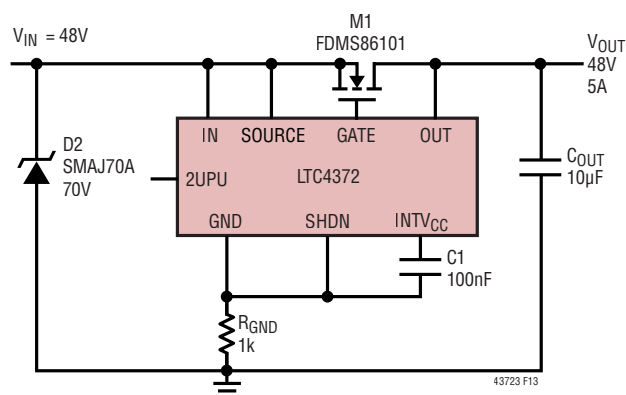 M1
FDMS86101
V_IN = 48V
V_OUT
48V
5A
IN
SOURCE
GATE
OUT
D2
SMAJ70A
70V
2UPU
LTC4372
C_OUT
10µF
GND
SHDN
INTV_CC
C1
100nF
R_GND
1k
43723 F13